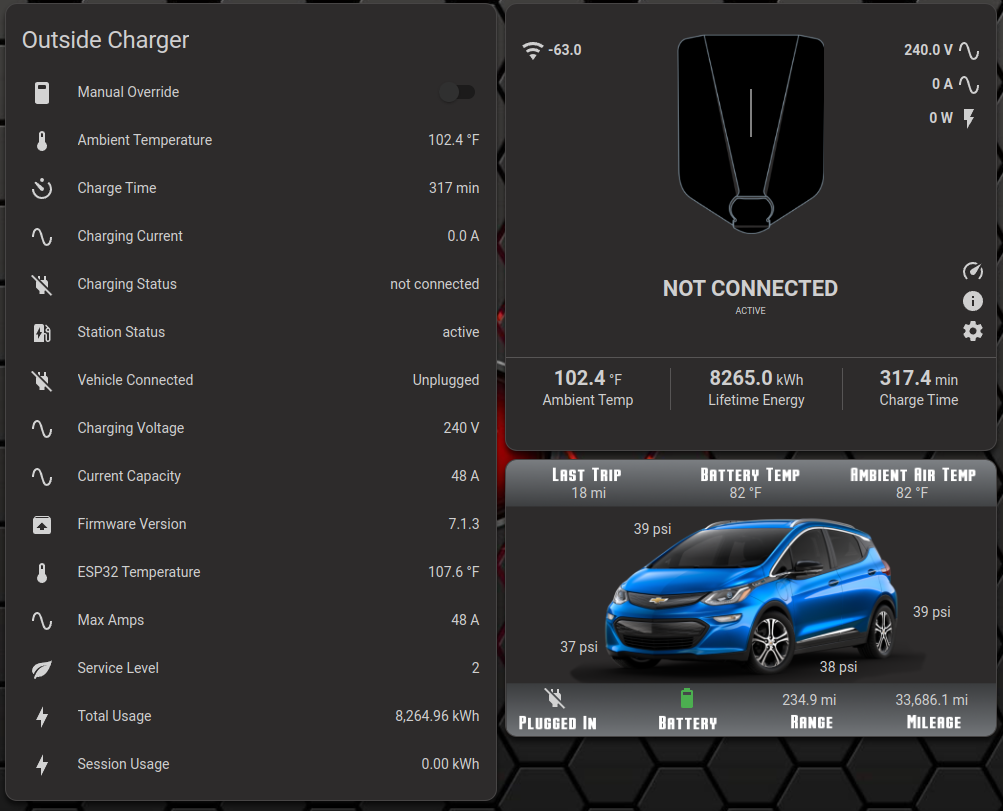 Outside Charger
Manual Override
Ambient Temperature 102.4 °F
Charge Time 317 min
Charging Current 0.0 A
Charging Status not connected
Station Status active
Vehicle Connected Unplugged
Charging Voltage 240 V
Current Capacity 48 A
Firmware Version 7.1.3
ESP32 Temperature 107.6 °F
Max Amps 48 A
Service Level 2
Total Usage 8,264.96 kWh
Session Usage 0.00 kWh
-63.0 240.0 V
0 A
0 W
NOT CONNECTED
ACTIVE
102.4 °F 8265.0 kWh 317.4 min
Ambient Temp Lifetime Energy Charge Time
Last Trip Battery Temp Ambient Air Temp
18 mi 82 °F 82 °F
39 psi
39 psi
37 psi
38 psi
234.9 mi 33,686.1 mi
Plugged In Battery Range Mileage